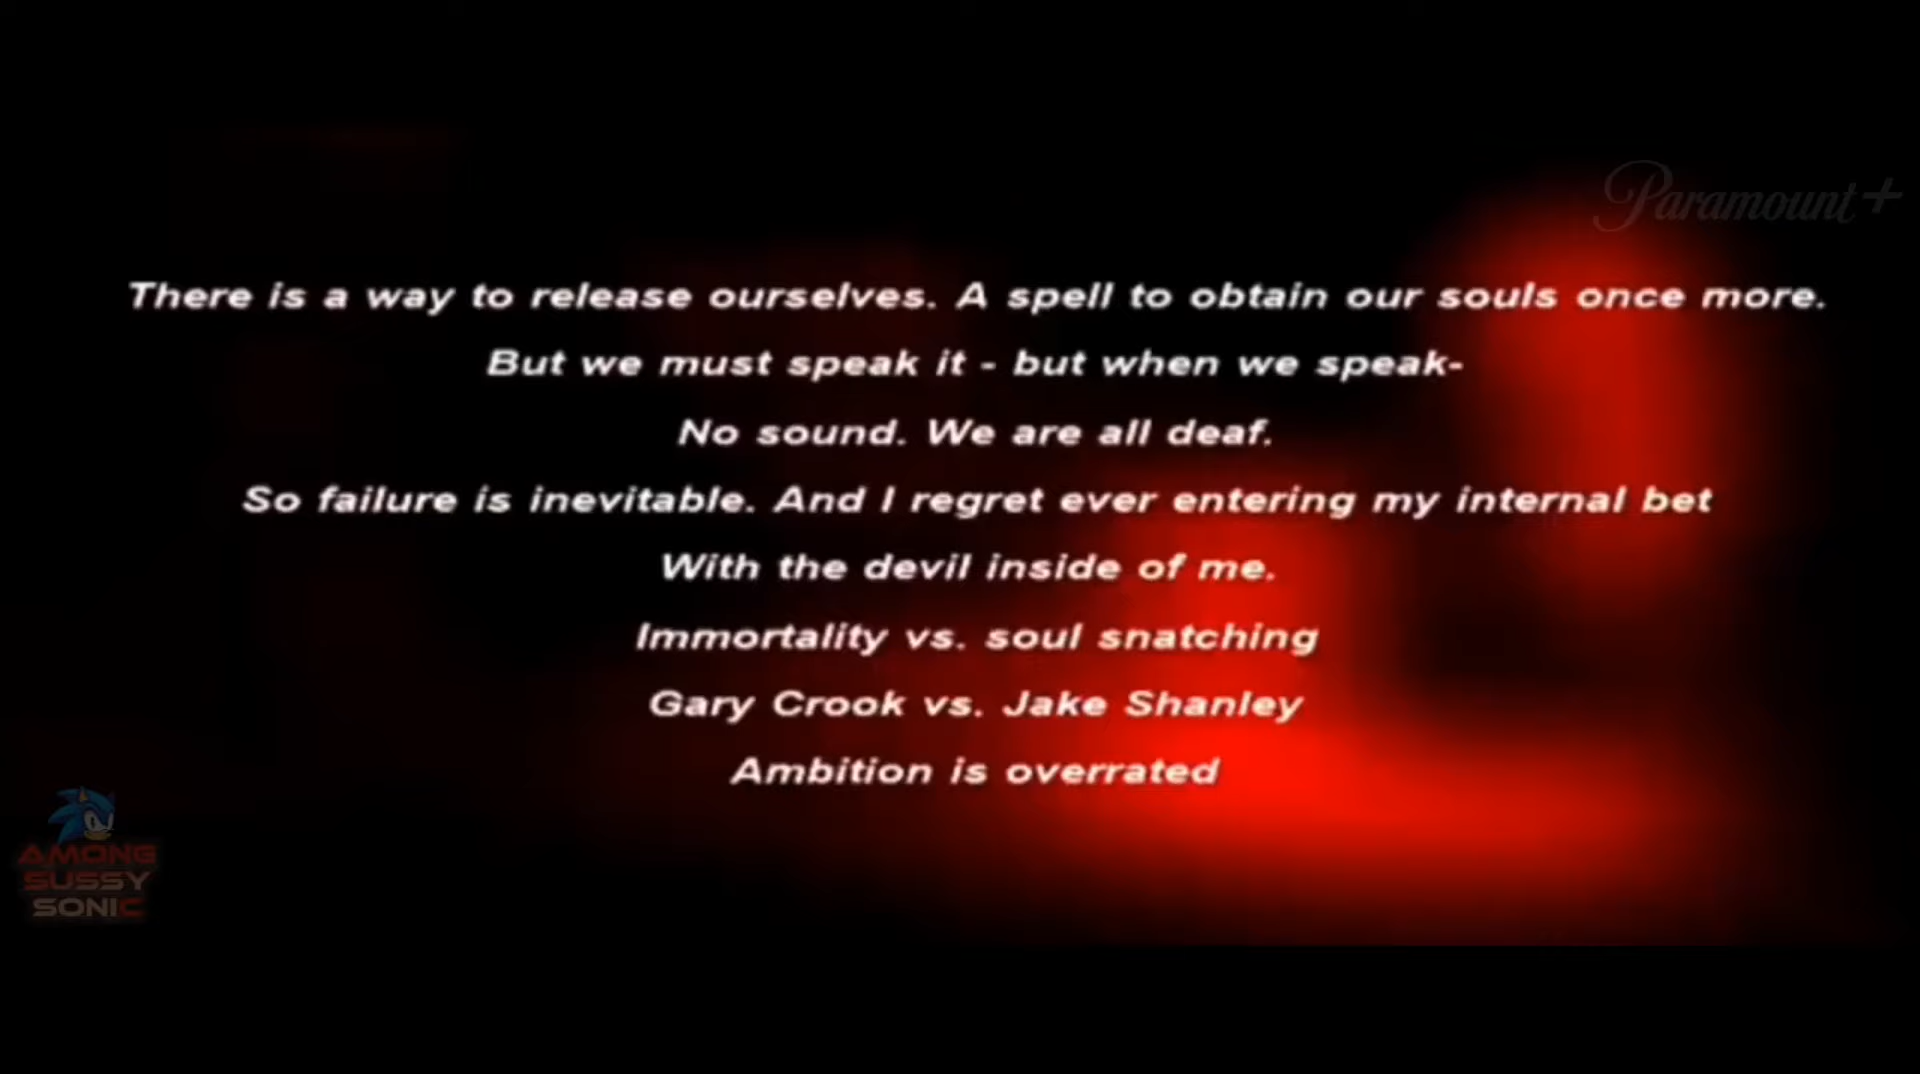 Paramount+
There is a way to release ourselves. A spell to obtain our souls once more.
But we must speak it - but when we speak-
No sound. We are all deaf.
So failure is inevitable. And I regret ever entering my internal bet
With the devil inside of me.
Immortality vs. soul snatching
Gary Crook vs. Jake Shanley
Ambition is overrated
AMONG
SUSSY
SONIC